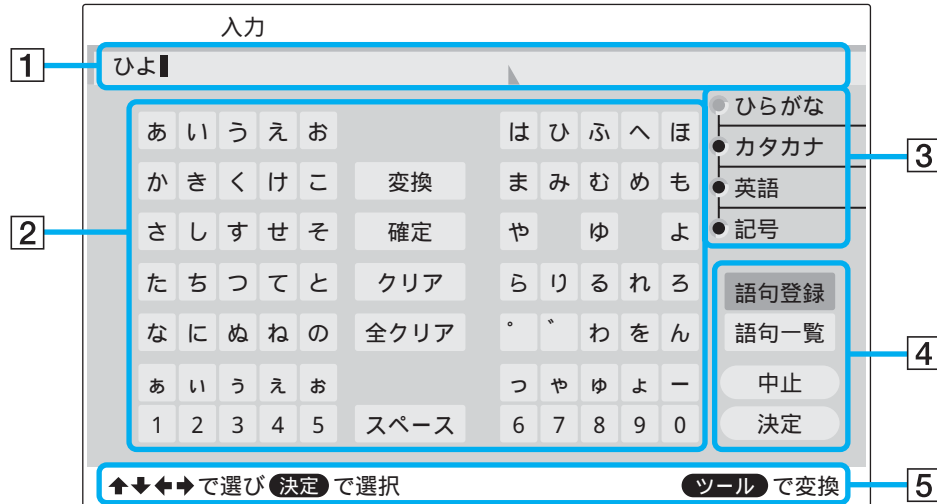 入力
1
ひよ
2
あ い う え お は ひ ふ へ ほ
か き く け こ 変換 ま み む め も
さ し す せ そ 確定 や ゆ よ
た ち つ て と クリア ら り る れ ろ
な に ぬ ね の 全クリア ゜ ゛ わ を ん
ぁ ぃ ぅ ぇ ぉ っ ゃ ゅ ょ ー
1 2 3 4 5 スペース 6 7 8 9 0
ひらがな
カタカナ
英語
記号
3
語句登録
語句一覧
中止
決定
4
↑↓←→で選び 決定 で選択 ツール で変換
5